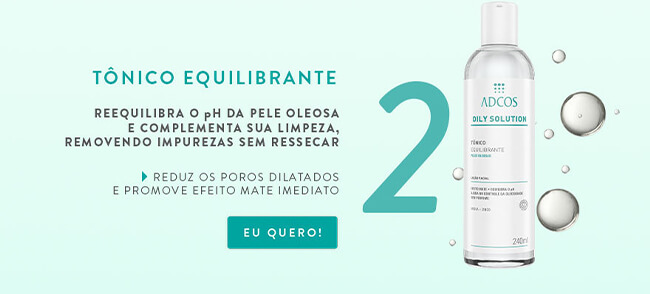 TÔNICO EQUILIBRANTE
REEQUILIBRA O pH DA PELE OLEOSA
E COMPLEMENTA SUA LIMPEZA,
REMOVENDO IMPUREZAS SEM RESSECAR
REDUZ OS POROS DILATADOS
E PROMOVE EFEITO MATE IMEDIATO
EU QUERO!
2
ADCOS
OILY SOLUTION
TÔNICO
EQUILIBRANTE
240ml